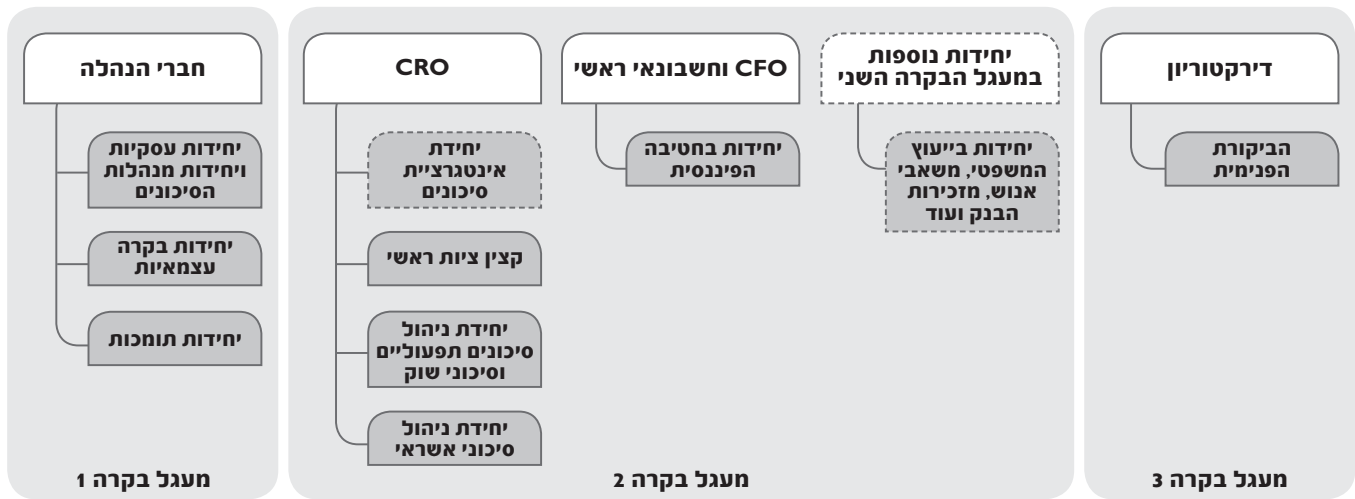 חברי הנהלה
יחידות עסקיות
ויחידות מנהלות
הסיכונים
יחידות בקרה
עצמאיות
יחידות תומכות
מעגל בקרה 1
CRO
יחידת
אינטגרציית
סיכונים
קצין ציות ראשי
יחידת ניהול
סיכונים תפעוליים
וסיכוני שוק
יחידת ניהול
סיכוני אשראי
CFO וחשבונאי ראשי
יחידות בחטיבה
הפיננסית
יחידות נוספות
במעגל הבקרה השני
יחידות בייעוץ
המשפטי, משאבי
אנוש, מזכירות
הבנק ועוד
מעגל בקרה 2
דירקטוריון
הביקורת
הפנימית
מעגל בקרה 3